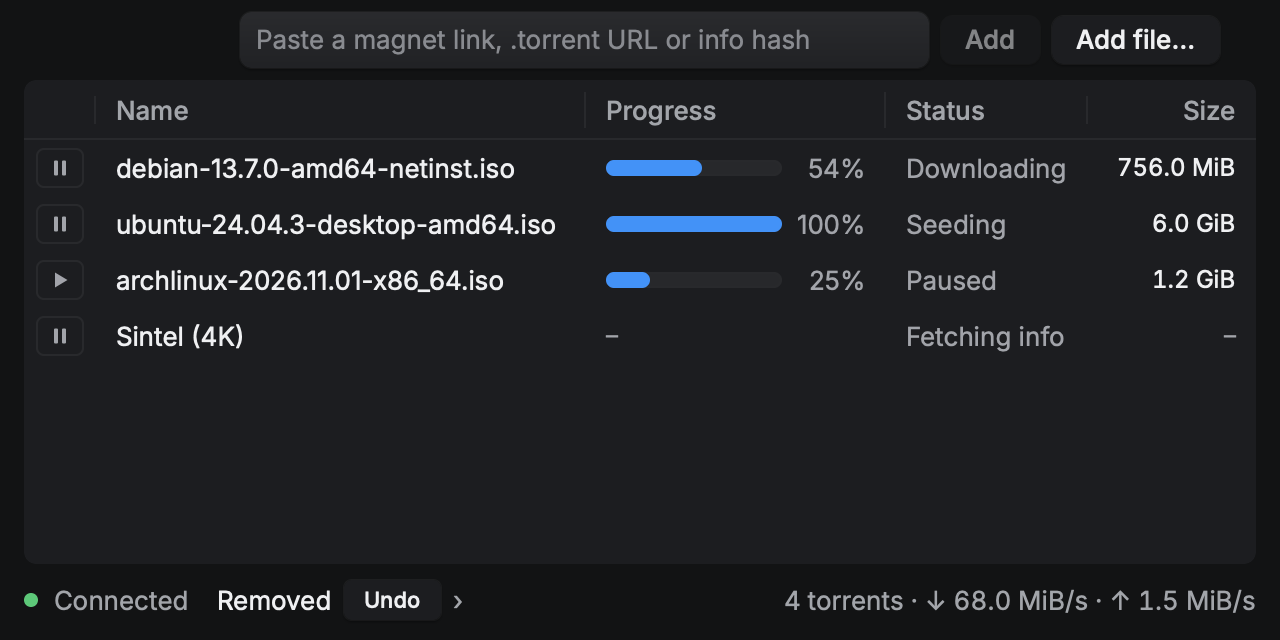 Paste a magnet link, .torrent URL or info hash Add Add file...
Name Progress Status Size
debian-13.7.0-amd64-netinst.iso 54% Downloading 756.0 MiB
ubuntu-24.04.3-desktop-amd64.iso 100% Seeding 6.0 GiB
archlinux-2026.11.01-x86_64.iso 25% Paused 1.2 GiB
Sintel (4K) – Fetching info –
Connected Removed Undo › 4 torrents · ↓ 68.0 MiB/s · ↑ 1.5 MiB/s